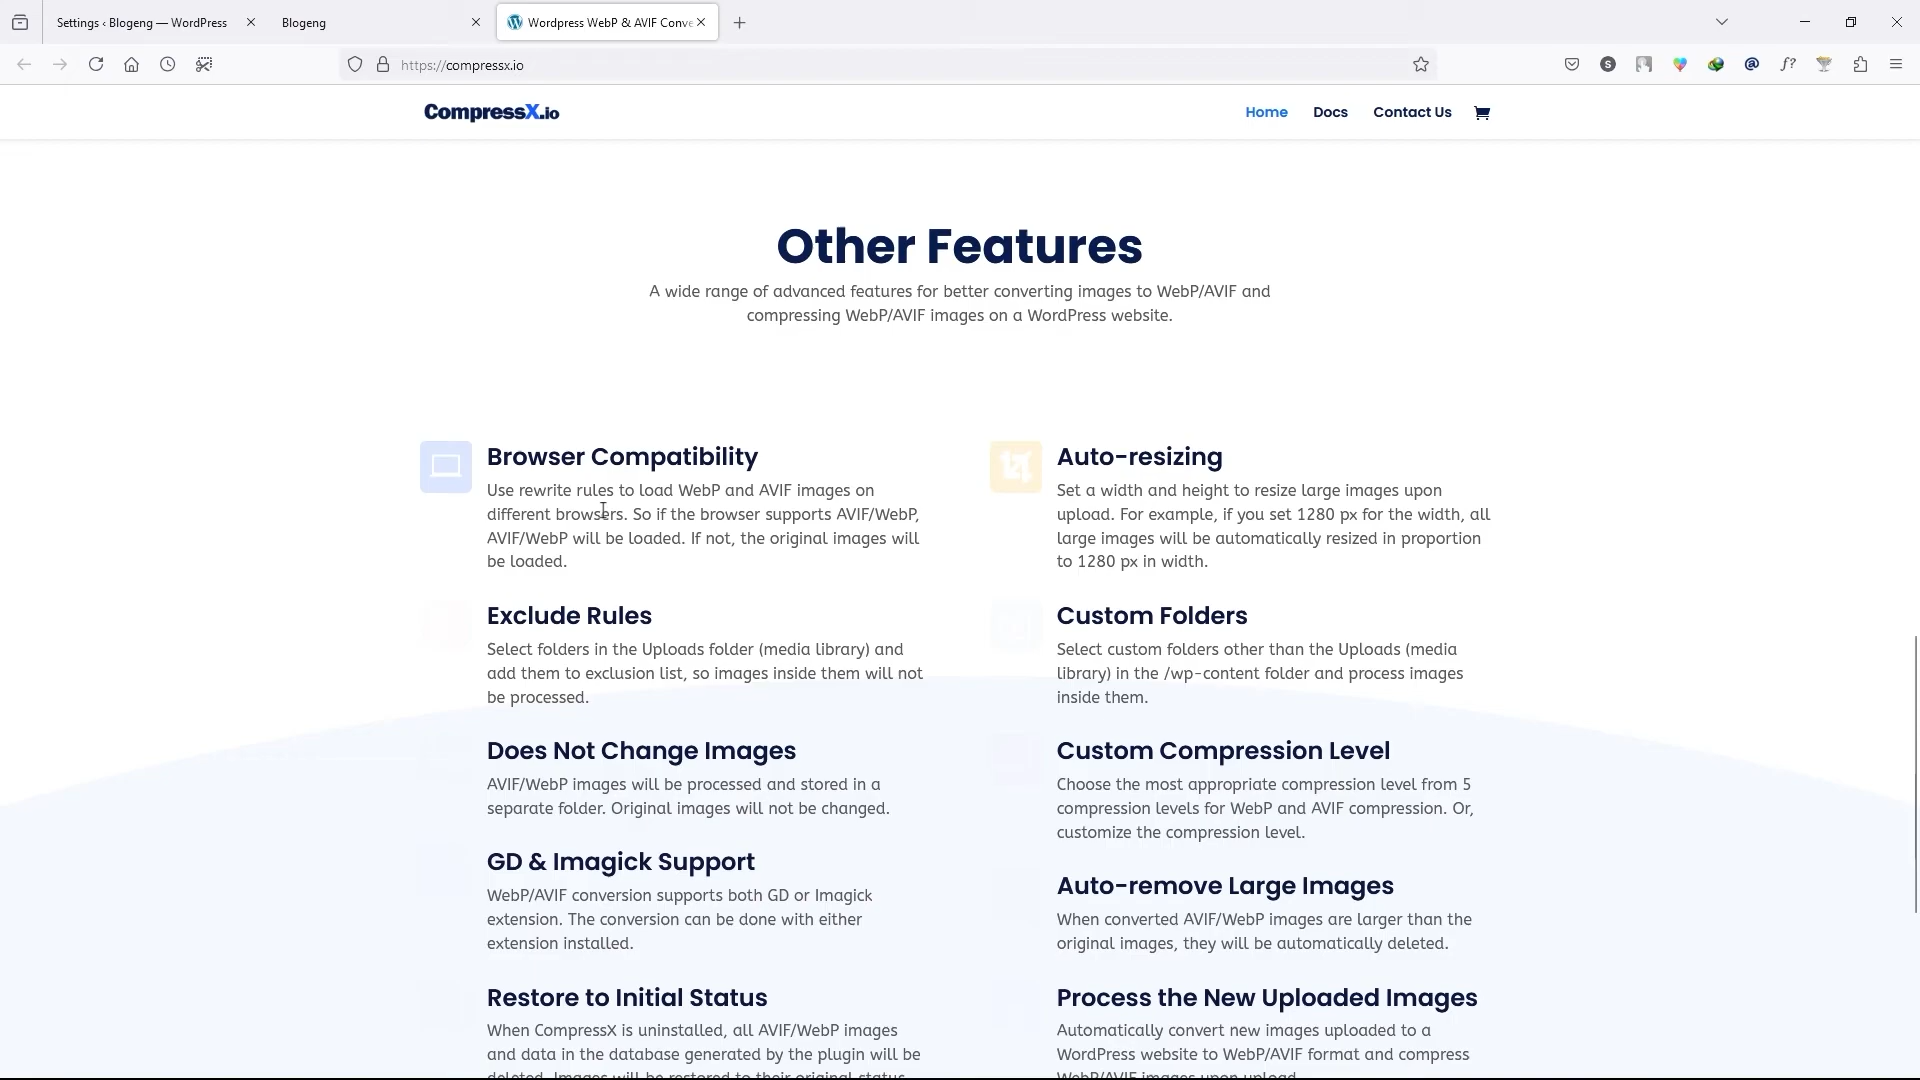 Settings ‹ Blogeng — WordPress
Blogeng
Wordpress WebP & AVIF Conve
https://compressx.io
CompressX.io
Home
Docs
Contact Us
Other Features
A wide range of advanced features for better converting images to WebP/AVIF and
compressing WebP/AVIF images on a WordPress website.
Browser Compatibility
Use rewrite rules to load WebP and AVIF images on
different browsers. So if the browser supports AVIF/WebP,
AVIF/WebP will be loaded. If not, the original images will
be loaded.
Auto-resizing
Set a width and height to resize large images upon
upload. For example, if you set 1280 px for the width, all
large images will be automatically resized in proportion
to 1280 px in width.
Exclude Rules
Select folders in the Uploads folder (media library) and
add them to exclusion list, so images inside them will not
be processed.
Custom Folders
Select custom folders other than the Uploads (media
library) in the /wp-content folder and process images
inside them.
Does Not Change Images
AVIF/WebP images will be processed and stored in a
separate folder. Original images will not be changed.
Custom Compression Level
Choose the most appropriate compression level from 5
compression levels for WebP and AVIF compression. Or,
customize the compression level.
GD & Imagick Support
WebP/AVIF conversion supports both GD or Imagick
extension. The conversion can be done with either
extension installed.
Auto-remove Large Images
When converted AVIF/WebP images are larger than the
original images, they will be automatically deleted.
Restore to Initial Status
When CompressX is uninstalled, all AVIF/WebP images
and data in the database generated by the plugin will be
deleted. Images will be restored to their original status.
Process the New Uploaded Images
Automatically convert new images uploaded to a
WordPress website to WebP/AVIF format and compress
WebP/AVIF images upon upload.